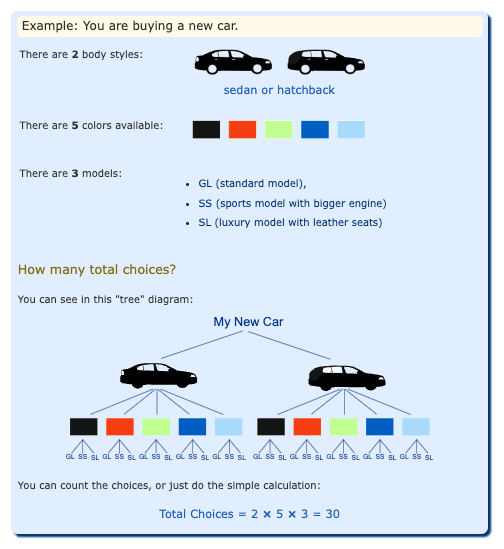 Example: You are buying a new car.
There are 2 body styles:
sedan or hatchback
There are 5 colors available:
There are 3 models:
• GL (standard model),
• SS (sports model with bigger engine)
• SL (luxury model with leather seats)
How many total choices?
You can see in this "tree" diagram:
My New Car
GL SS SL GL SS SL GL SS SL GL SS SL GL SS SL GL SS SL GL SS SL GL SS SL GL SS SL GL SS SL
You can count the choices, or just do the simple calculation:
Total Choices = 2 × 5 × 3 = 30